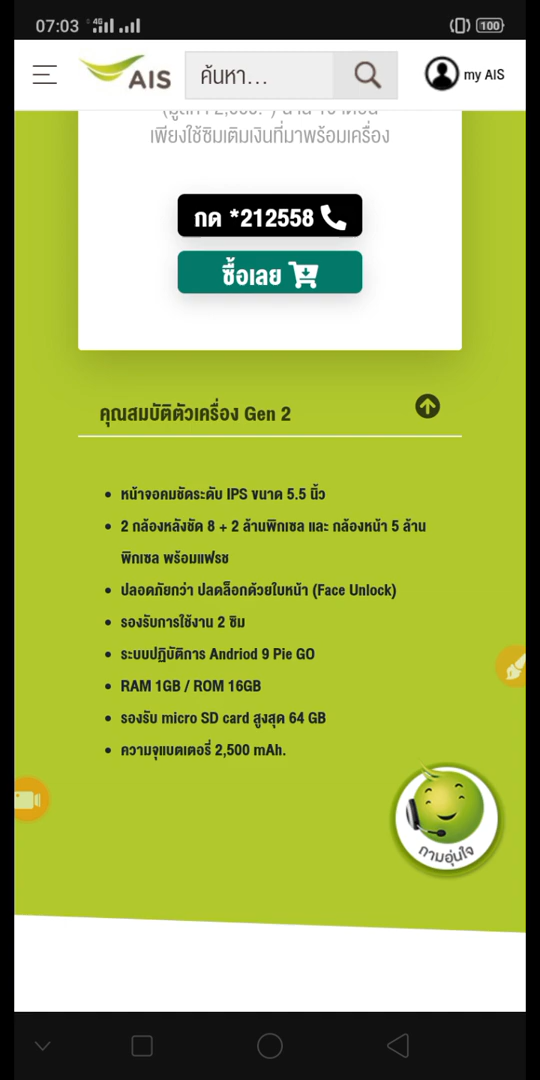 07:03
4G
100
AIS
ค้นหา...
my AIS
เพียงใช้ซิมเติมเงินที่มาพร้อมเครื่อง
กด *212558
ซื้อเลย
คุณสมบัติตัวเครื่อง Gen 2
• หน้าจอคมชัดระดับ IPS ขนาด 5.5 นิ้ว
• 2 กล้องหลังชัด 8 + 2 ล้านพิกเซล และ กล้องหน้า 5 ล้าน
พิกเซล พร้อมแฟรช
• ปลอดภัยกว่า ปลดล็อกด้วยใบหน้า (Face Unlock)
• รองรับการใช้งาน 2 ซิม
• ระบบปฏิบัติการ Andriod 9 Pie GO
• RAM 1GB / ROM 16GB
• รองรับ micro SD card สูงสุด 64 GB
• ความจุแบตเตอรี่ 2,500 mAh.
ถามอุ่นใจ